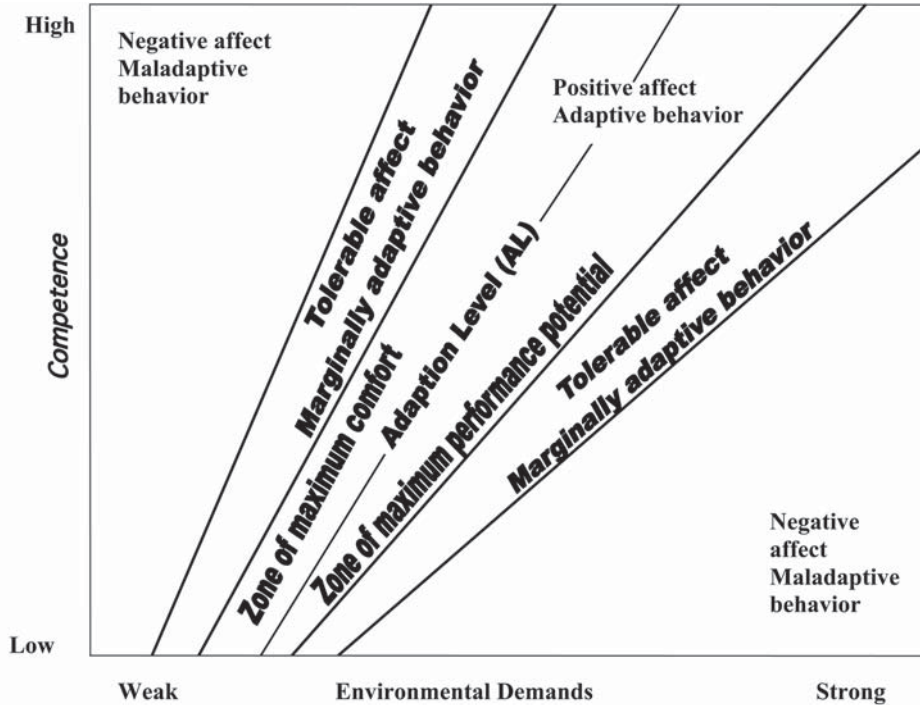 High
Negative affect
Maladaptive
behavior
Tolerable affect
Marginally adaptive behavior
Positive affect
Adaptive behavior
Zone of maximum comfort
Adaption Level (AL)
Zone of maximum performance potential
Tolerable affect
Marginally adaptive behavior
Competence
Negative
affect
Maladaptive
behavior
Low
Weak
Environmental Demands
Strong